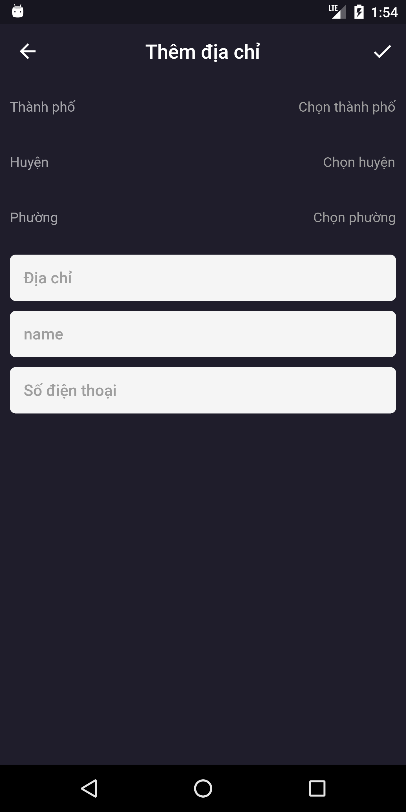 LTE 1:54
Thêm địa chỉ
Thành phố Chọn thành phố
Huyện Chọn huyện
Phường Chọn phường
Địa chỉ
name
Số điện thoại